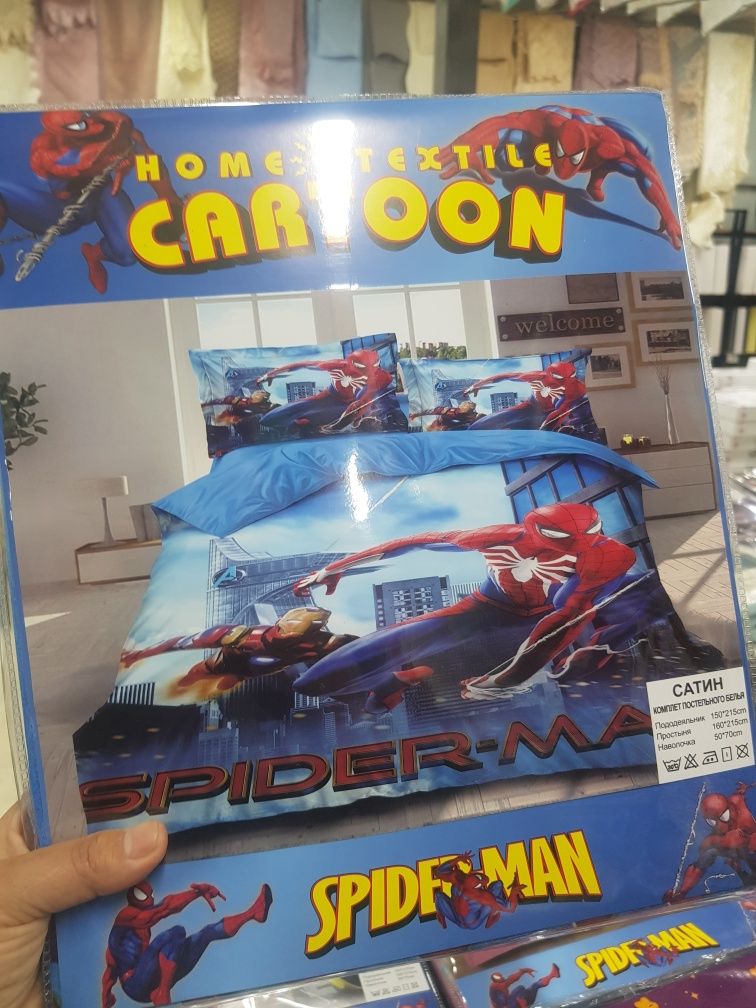 HOME TEXTILE
CARTOON
welcome
SPIDER-MA
САТИН
КОМПЛЕТ ПОСТЕЛЬНОГО БЕЛЬЯ
Пододеяльник 150*215cm
Простыня 160*215cm
Наволочка 50*70cm
SPIDER-MAN
SPIDER-MAN